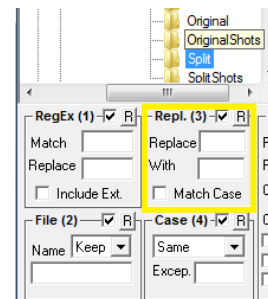 Original
OriginalShots
Split
SplitShots
RegEx (1) R
Match
Replace
Include Ext.
Repl. (3) R
Replace
With
Match Case
File (2) R
Name Keep
Case (4) R
Same
Excep.